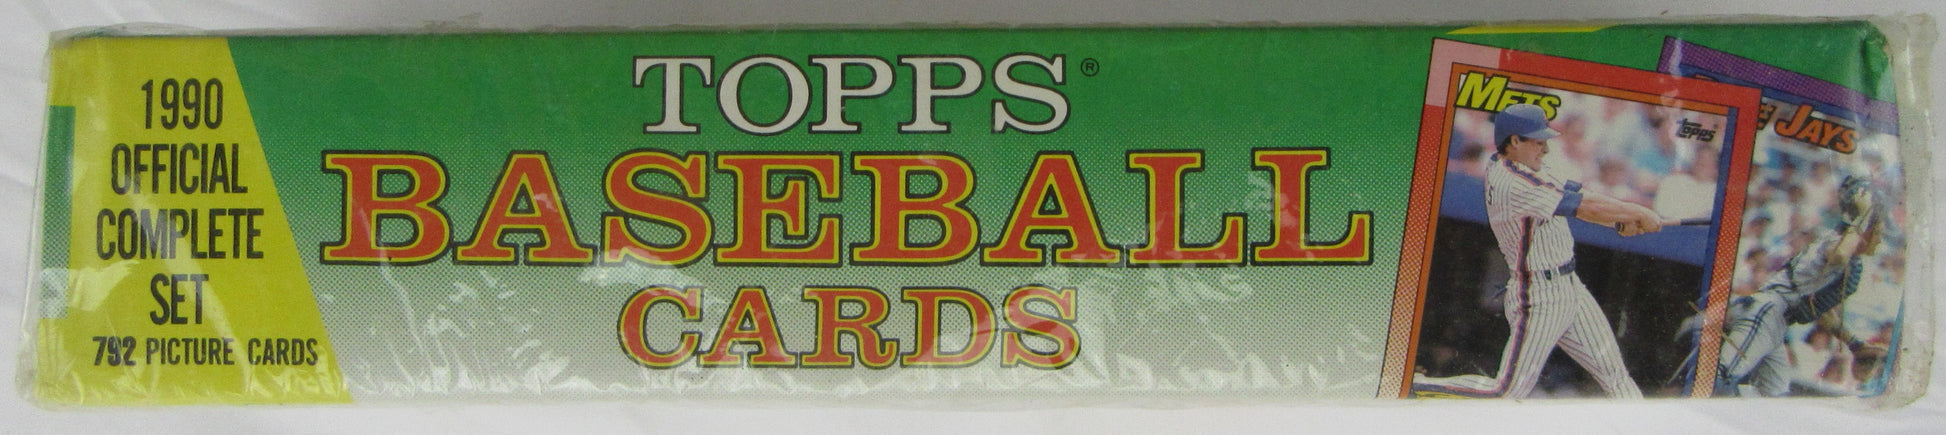 1990
OFFICIAL
COMPLETE
SET
792 PICTURE CARDS
TOPPS®
BASEBALL
CARDS
METS
TOPPS
JAYS